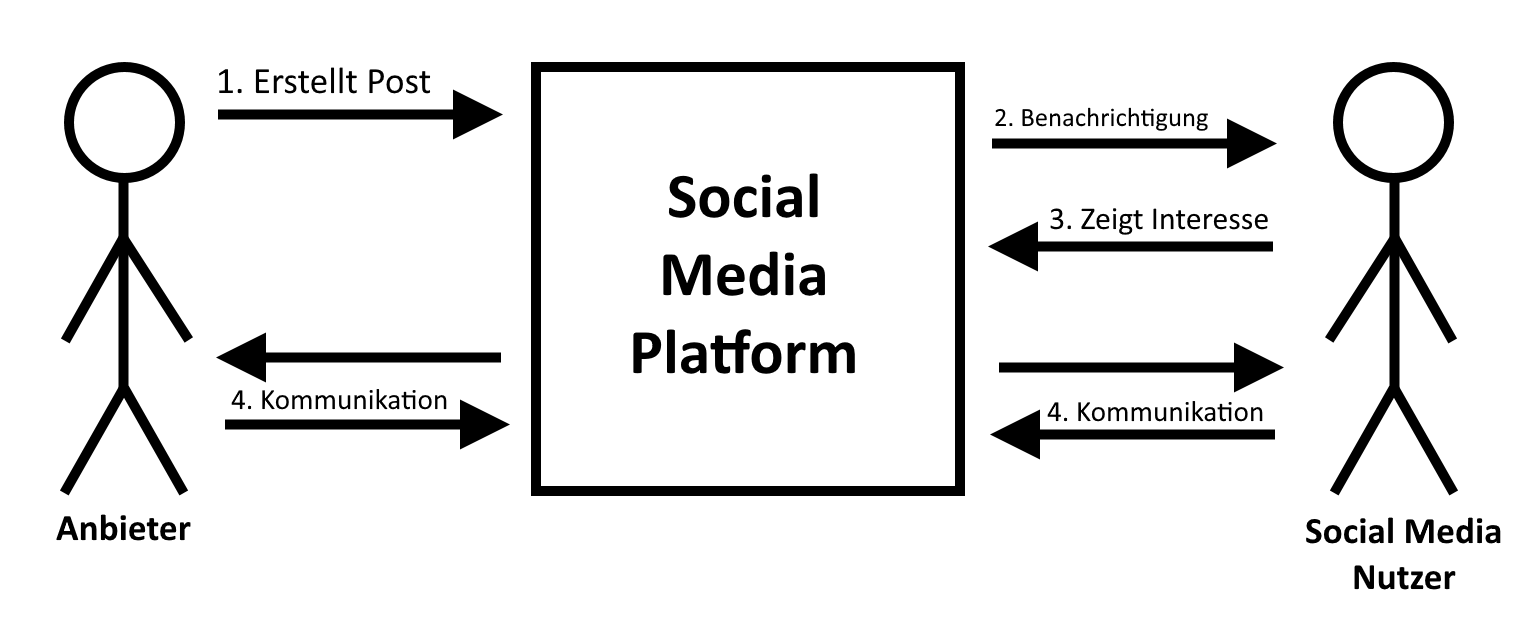 1. Erstellt Post
2. Benachrichtigung
3. Zeigt Interesse
Social
Media
Platform
4. Kommunikation
4. Kommunikation
Anbieter
Social Media
Nutzer